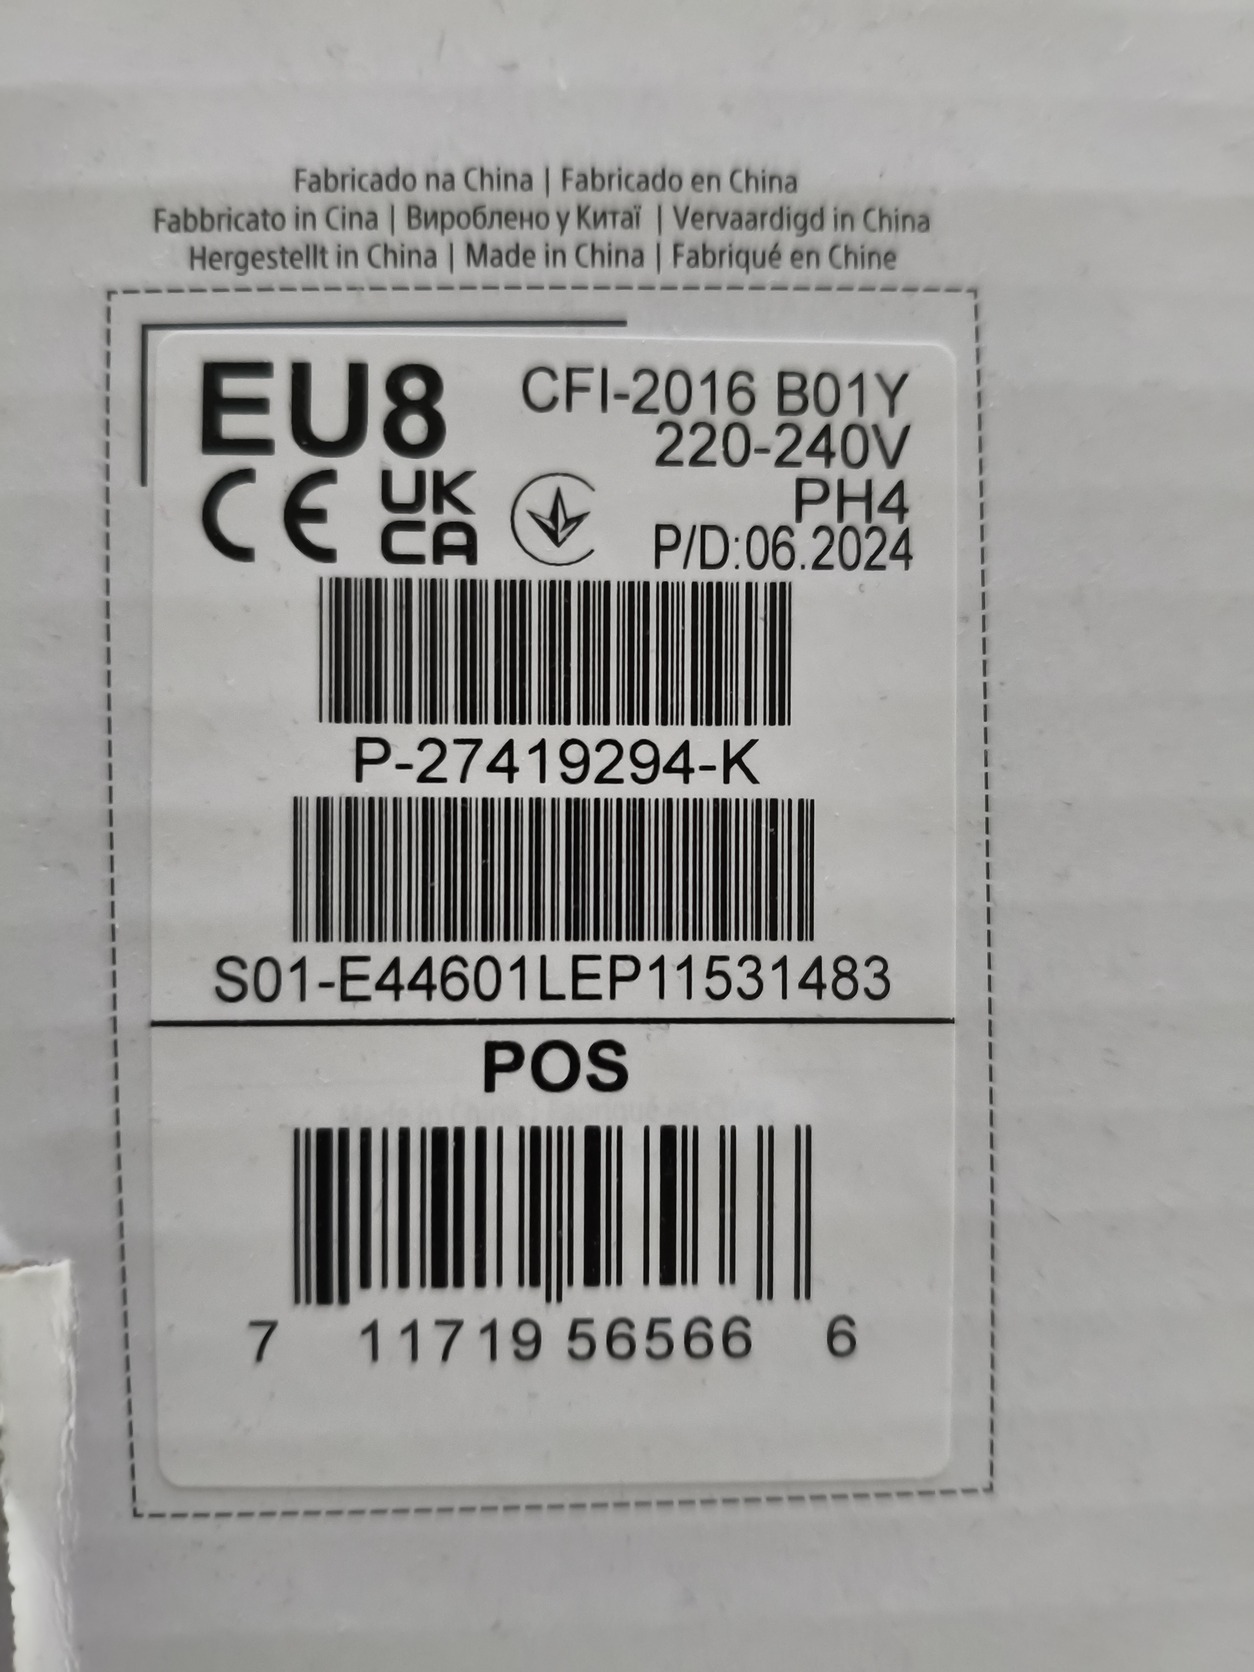 Fabricado na China | Fabricado en China
Fabbricato in Cina | Вироблено у Китаї | Vervaardigd in China
Hergestellt in China | Made in China | Fabriqué en Chine
EU8
CFI-2016 B01Y
220-240V
CE UK CA
PH4
P/D:06.2024
P-27419294-K
S01-E44601LEP11531483
POS
7 11719 56566 6